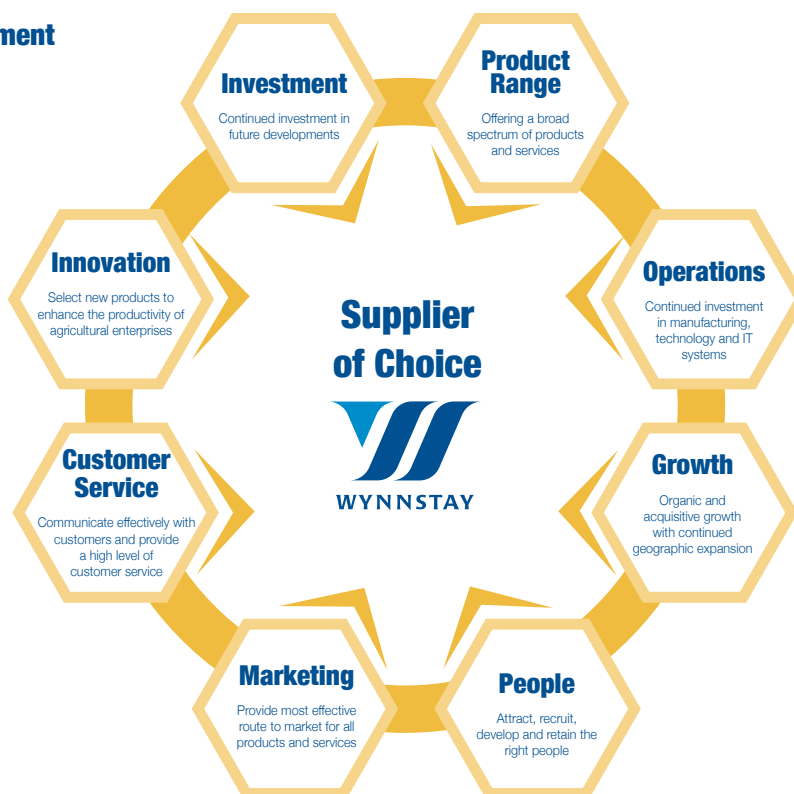 ment
Investment
Continued investment in
future developments
Product
Range
Offering a broad
spectrum of products
and services
Innovation
Select new products to
enhance the productivity of
agricultural enterprises
Operations
Continued investment
in manufacturing,
technology and IT
systems
Supplier
of Choice
WYNNSTAY
Customer
Service
Communicate effectively with
customers and provide
a high level of
customer service
Growth
Organic and
acquisitive growth
with continued
geographic expansion
Marketing
Provide most effective
route to market for all
products and services
People
Attract, recruit,
develop and retain the
right people